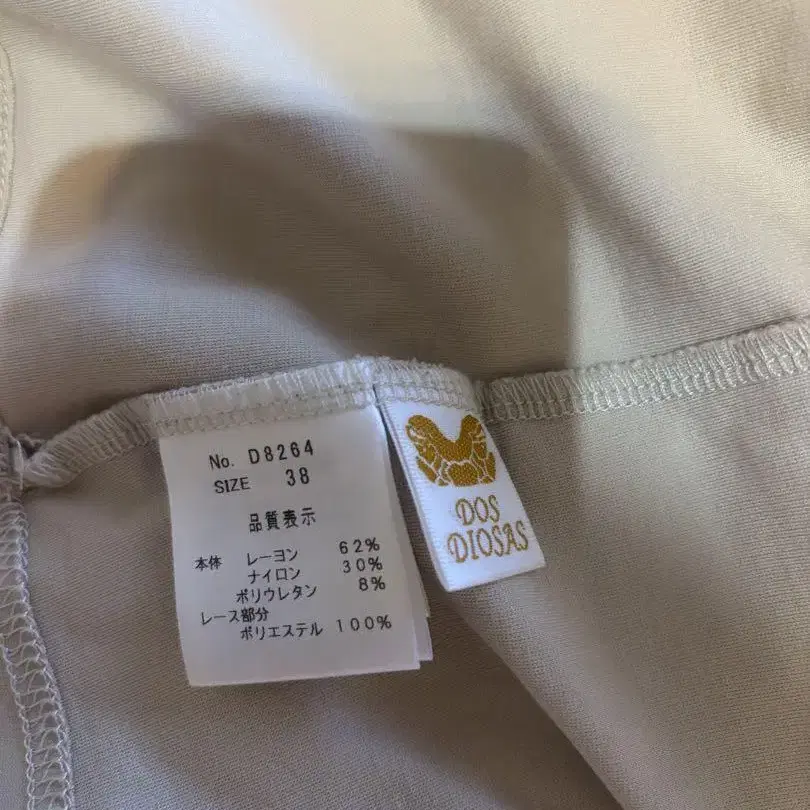 No. D8264
SIZE 38
品質表示
本体 レーヨン 62%
ナイロン 30%
ポリウレタン 8%
レース部分
ポリエステル 100%
DOS
DIOSAS